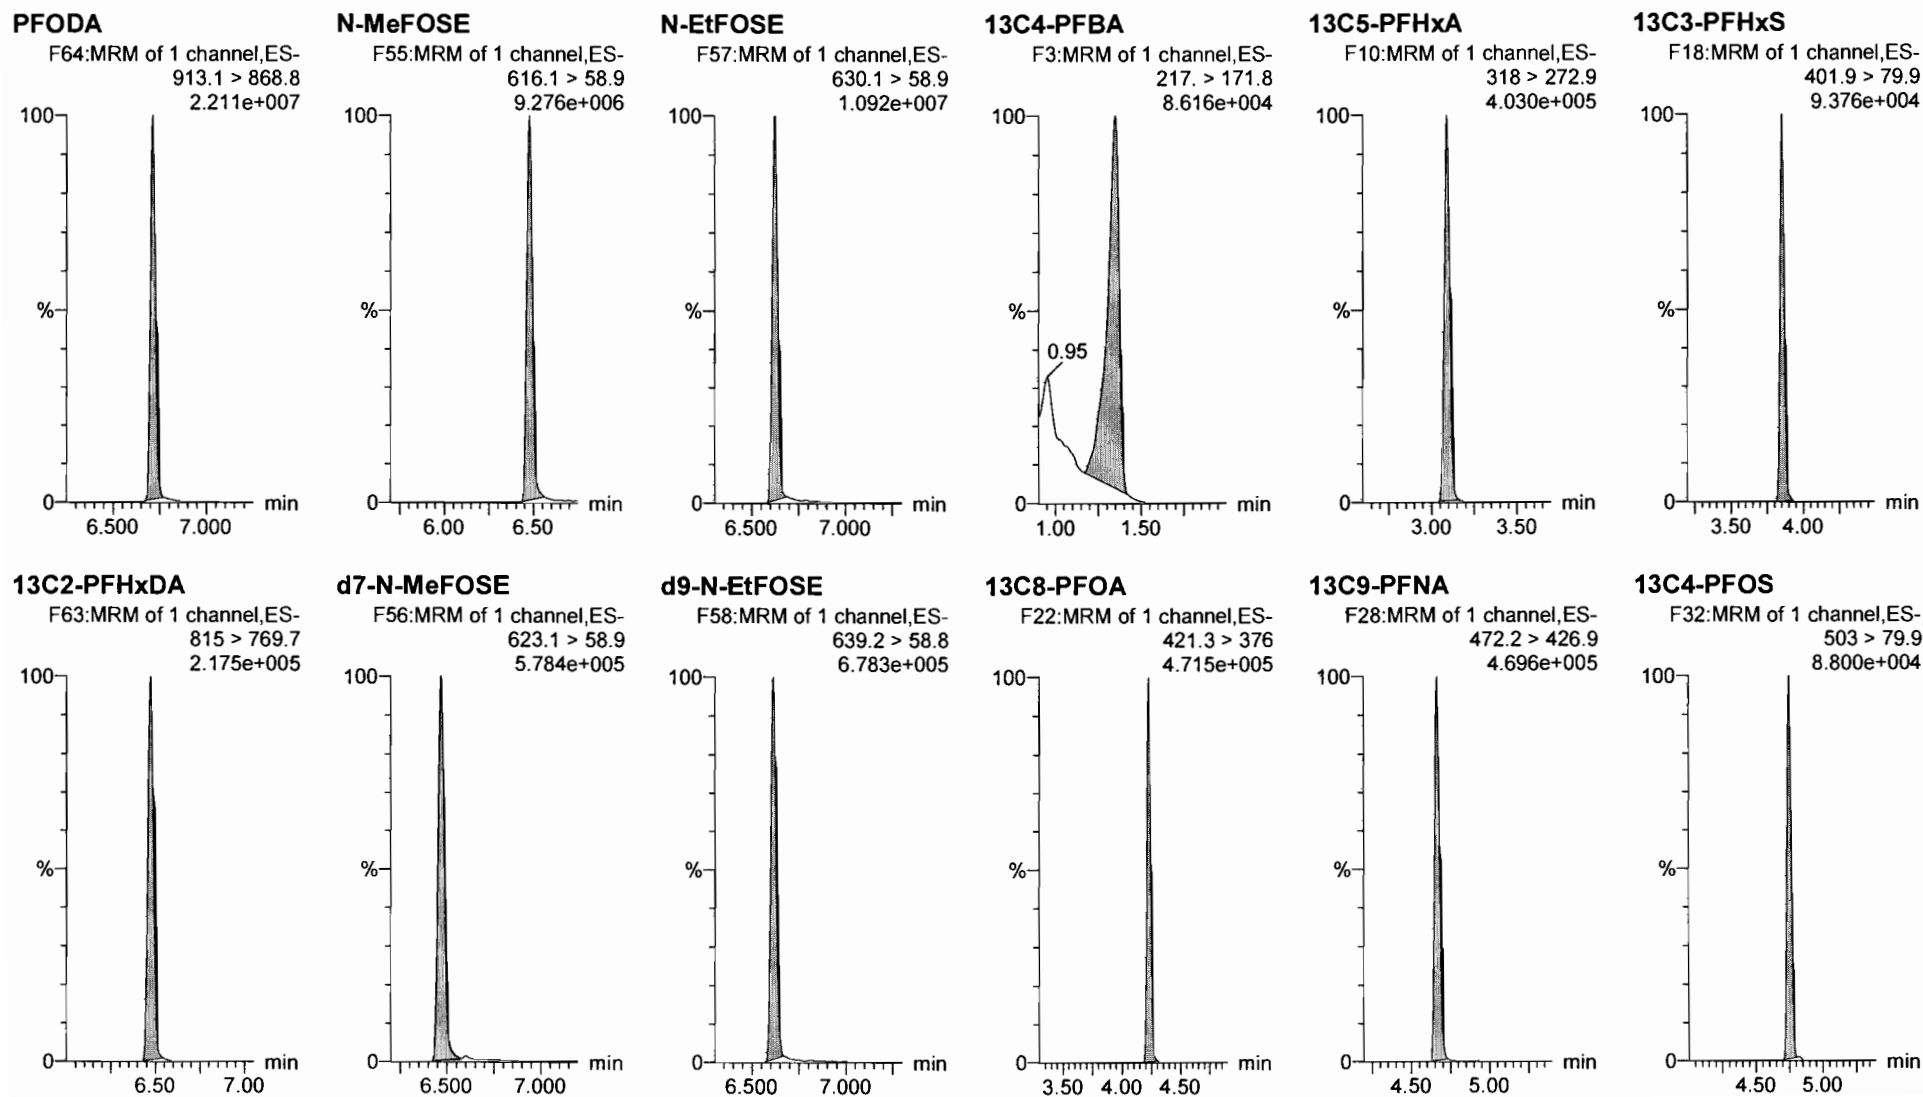 PFODA
F64:MRM of 1 channel,ES-
913.1 > 868.8
2.211e+007
100
%
0
6.500 7.000 min
N-MeFOSE
F55:MRM of 1 channel,ES-
616.1 > 58.9
9.276e+006
100
%
0
6.00 6.50 min
N-EtFOSE
F57:MRM of 1 channel,ES-
630.1 > 58.9
1.092e+007
100
%
0
6.500 7.000 min
13C4-PFBA
F3:MRM of 1 channel,ES-
217. > 171.8
8.616e+004
100
%
0.95
0
1.00 1.50 min
13C5-PFHxA
F10:MRM of 1 channel,ES-
318 > 272.9
4.030e+005
100
%
0
3.00 3.50 min
13C3-PFHxS
F18:MRM of 1 channel,ES-
401.9 > 79.9
9.376e+004
100
%
0
3.50 4.00 min
13C2-PFHxDA
F63:MRM of 1 channel,ES-
815 > 769.7
2.175e+005
100
%
0
6.50 7.00 min
d7-N-MeFOSE
F56:MRM of 1 channel,ES-
623.1 > 58.9
5.784e+005
100
%
0
6.500 7.000 min
d9-N-EtFOSE
F58:MRM of 1 channel,ES-
639.2 > 58.8
6.783e+005
100
%
0
6.500 7.000 min
13C8-PFOA
F22:MRM of 1 channel,ES-
421.3 > 376
4.715e+005
100
%
0
3.50 4.00 4.50 min
13C9-PFNA
F28:MRM of 1 channel,ES-
472.2 > 426.9
4.696e+005
100
%
0
4.50 5.00 min
13C4-PFOS
F32:MRM of 1 channel,ES-
503 > 79.9
8.800e+004
100
%
0
4.50 5.00 min